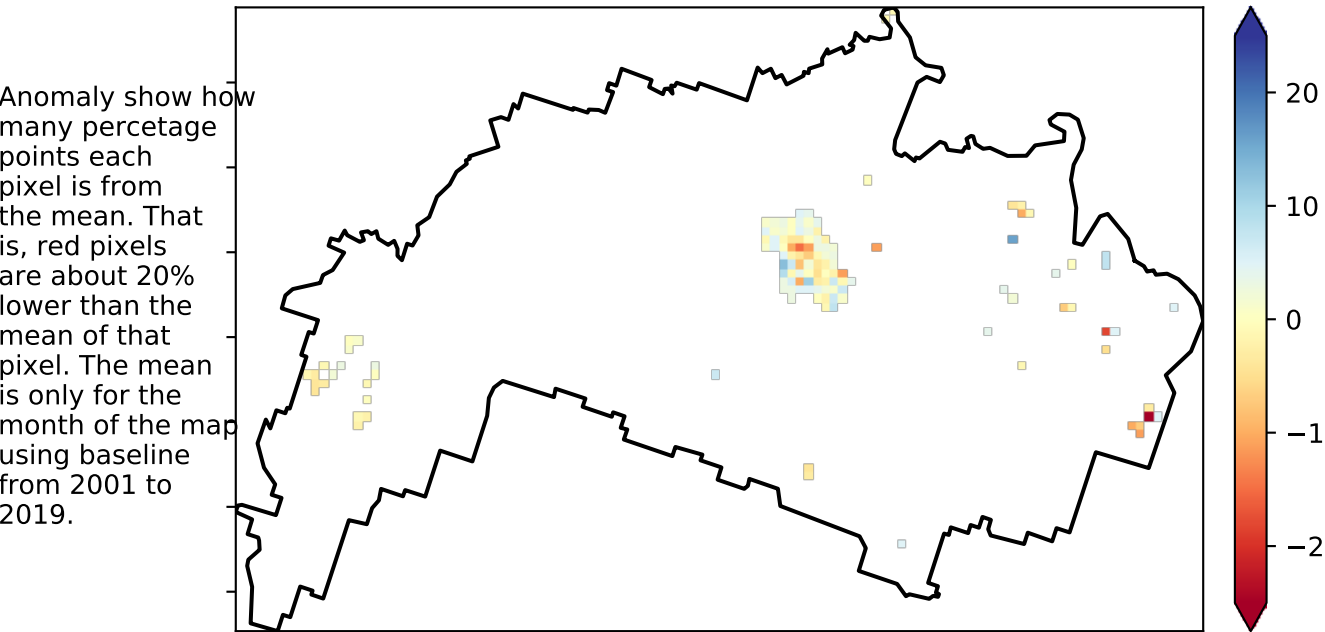 Anomaly show how
many percetage
points each
pixel is from
the mean. That
is, red pixels
are about 20%
lower than the
mean of that
pixel. The mean
is only for the
month of the map
using baseline
from 2001 to
2019.
20
10
0
−1
−2